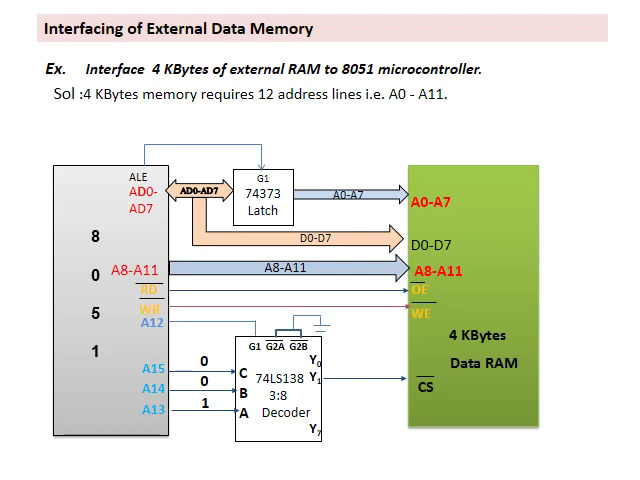 Interfacing of External Data Memory
Ex. Interface 4 KBytes of external RAM to 8051 microcontroller.
Sol :4 KBytes memory requires 12 address lines i.e. A0 - A11.
ALE
AD0-
AD7
AD0-AD7
G1
74373
Latch
A0-A7
A0-A7
D0-D7
D0-D7
8
0
5
1
A8-A11
A8-A11
A8-A11
RD
OE
WR
WE
A12
4 KBytes
Data RAM
G1 G2A G2B
Y0
A15
0
C
74LS138
Y1
CS
A14
0
B
3:8
A13
1
A
Decoder
Y7